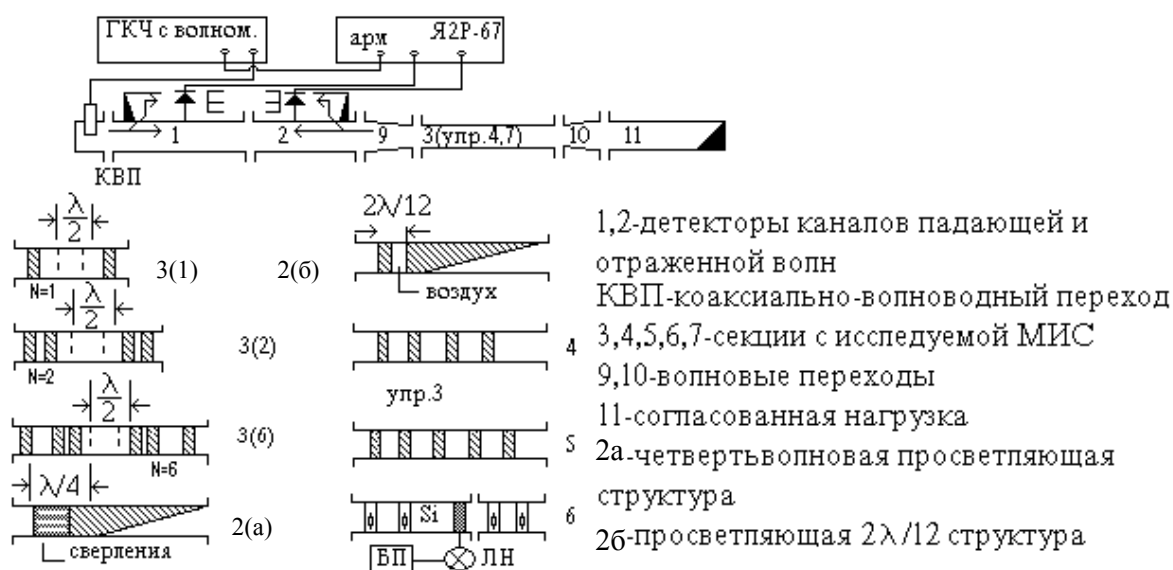 ГКЧ с волном.
арм
Я2Р-67
1
2
9
3(упр.4,7)
10
11
КВП
λ/2
N=1
3(1)
λ/2
N=2
3(2)
λ/2
N=6
3(6)
λ/4
сверления
2(а)
2λ/12
2(б)
воздух
4
упр.3
5
Si
6
БП
ЛН
1,2-детекторы каналов падающей и
отраженной волн
КВП-коаксиально-волноводный переход
3,4,5,6,7-секции с исследуемой МИС
9,10-волновые переходы
11-согласованная нагрузка
2а-четвертьволновая просветляющая
структура
2б-просветляющая 2λ/12 структура